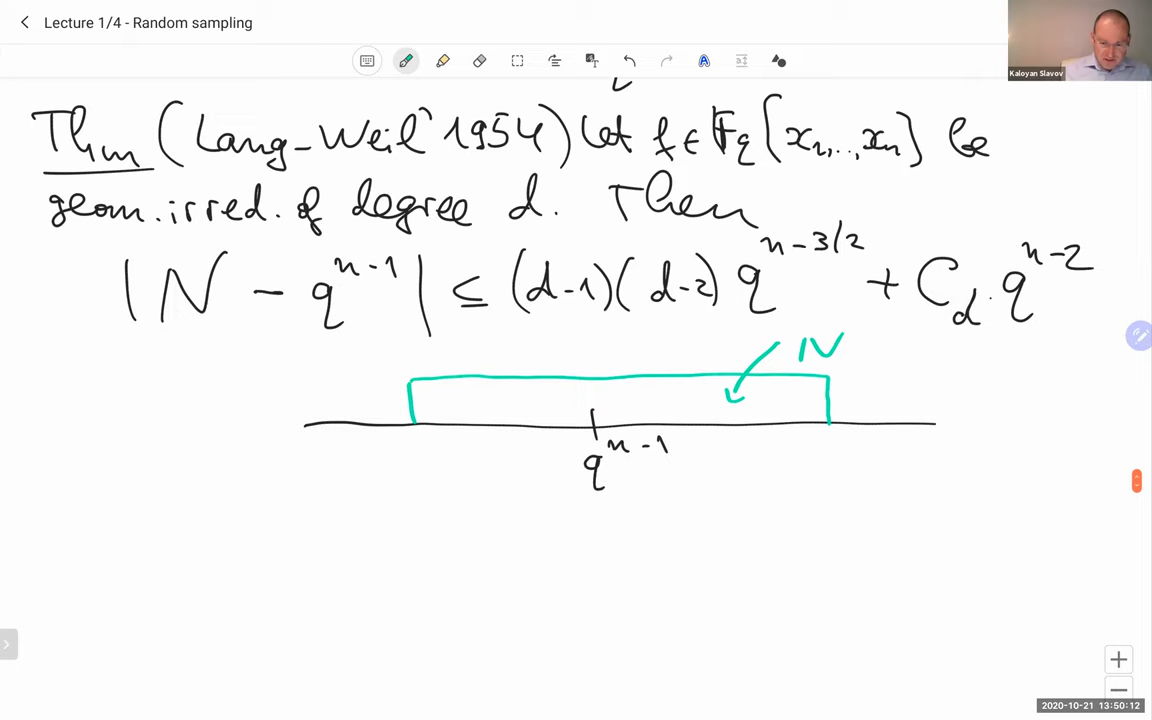 Lecture 1/4 - Random sampling
Kaloyan Slavov
Thm (Lang-Weil 1954) Let f ∈ F_q[x_1,..,x_n] be
geom. irred. of degree d. Then
|N - q^{n-1}| ≤ (d-1)(d-2) q^{n-3/2} + C_d · q^{n-2}
N
q^{n-1}
2020-10-21 13:50:12